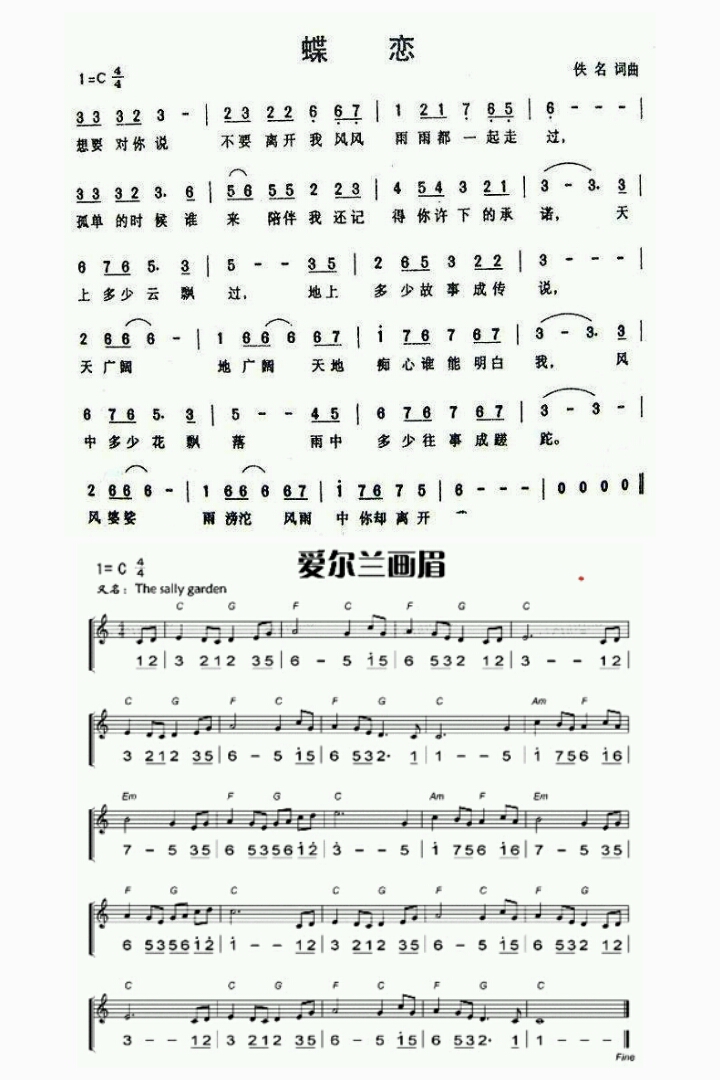 蝶 恋
1=C 4/4
佚 名 词曲
3 3 3 2 3 - | 2 3 2 2 6 6 7 | 1 2 1 7 6 5 | 6 - - -
想要 对你 说 不要 离开 我 风风 雨 雨都 一 起走 过,
3 3 3 2 3. 6 | 5 6 5 5 2 2 3 | 4 5 4 3 2 1 | 3 - 3. 3
孤单 的时 候 谁 来 陪伴 我 还记 得 你许 下 的承 诺, 天
6 7 6 5. 3 | 5 - - 3 5 | 2 6 5 3 2 2 | 3 - - -
上 多少 云 飘 过, 地上 多 少故 事 成传 说,
2 6 6 6 - | 1 6 6 6 6 7 | i 7 6 7 6 7 | 3 - 3. 3
天 广阔 地 广阔 天地 痴 心谁 能 明白 我, 风
6 7 6 5. 3 | 5 - - 4 5 | 6 7 6 7 6 7 | 3 - - -
中 多少 花 飘 落 雨中 多 少往 事 成蹉 跎。
2 6 6 6 - | 1 6 6 6 6 7 | i 7 6 7 5 | 6 - - - | 0 0 0 0
风 婆娑 雨 滂沱 风雨 中 你却 离 开
爱尔兰画眉
1= C 4/4
又名: The sally garden
C G F C F G C
1 2 | 3 2 1 2 3 5 | 6 - 5 i 5 | 6 5 3 2 1 2 | 3 - - 1 2
C G F C F G C Am F
3 2 1 2 3 5 | 6 - 5 i 5 | 6 5 3 2. 1 | 1 - - 5 | i 7 5 6 i 6
Em F G C Am F Em
7 - 5 3 5 | 6 5 3 5 6 i 2 | 3 - - 5 | i 7 5 6 i 6 | 7 - 5 3 5
F G C C G F C F G
6 5 3 5 6 i 2 | i - - 1 2 | 3 2 1 2 3 5 | 6 - 5 i 5 | 6 5 3 2 1 2
C C G F C F G C
3 - - 1 2 | 3 2 1 2 3 5 | 6 - 5 i 5 | 6 5 3 2. 1 | 1 - -
Fine